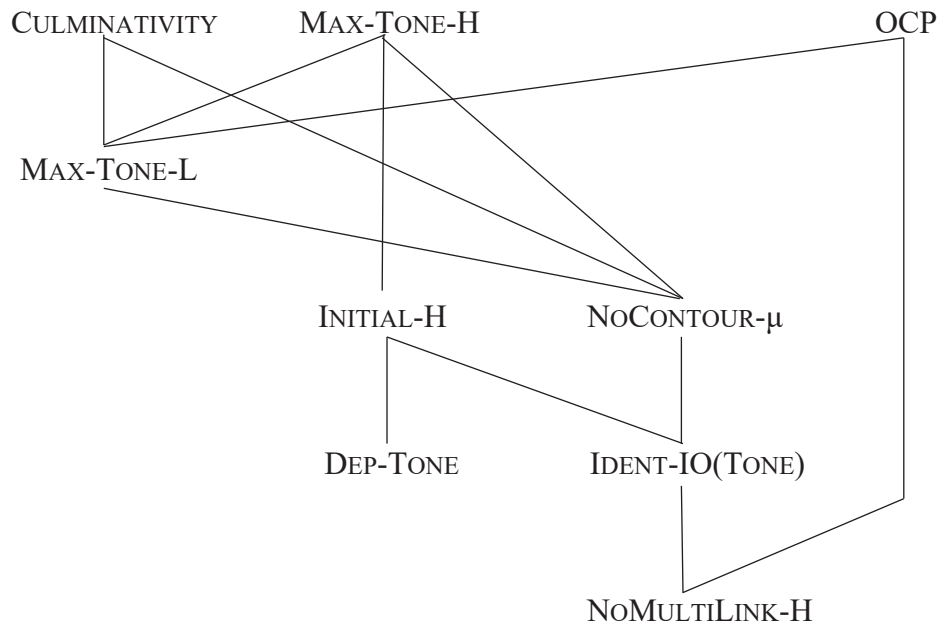 CULMINATIVITY MAX-TONE-H OCP
MAX-TONE-L
INITIAL-H NOCONTOUR-μ
DEP-TONE IDENT-IO(TONE)
NOMULTILINK-H